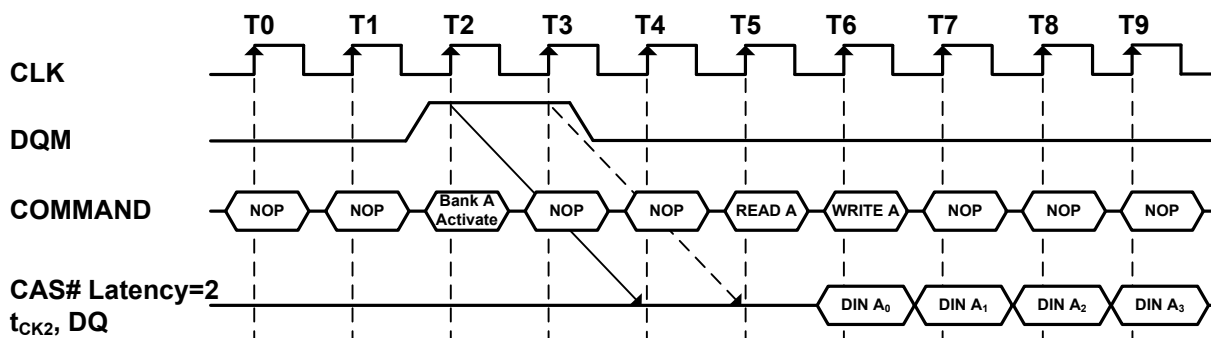 T0 T1 T2 T3 T4 T5 T6 T7 T8 T9
CLK
DQM
COMMAND NOP NOP Bank A Activate NOP NOP READ A WRITE A NOP NOP NOP
CAS# Latency=2
tCK2, DQ DIN A0 DIN A1 DIN A2 DIN A3